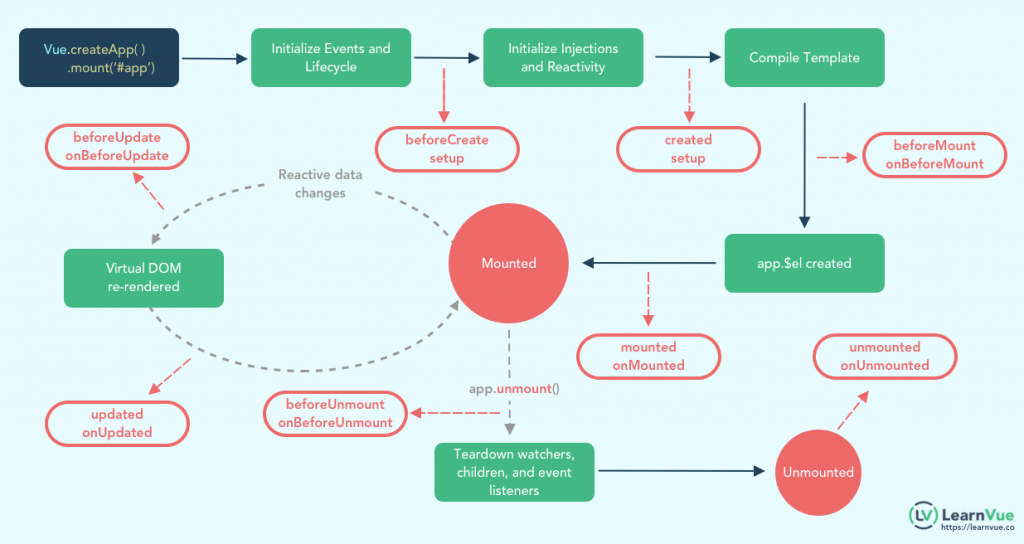 Vue.createApp( )
.mount('#app')
Initialize Events and
Lifecycle
Initialize Injections
and Reactivity
Compile Template
beforeUpdate
onBeforeUpdate
beforeCreate
setup
created
setup
beforeMount
onBeforeMount
Reactive data
changes
Virtual DOM
re-rendered
Mounted
app.$el created
mounted
onMounted
unmounted
onUnmounted
app.unmount()
beforeUnmount
onBeforeUnmount
updated
onUpdated
Teardown watchers,
children, and event
listeners
Unmounted
LV LearnVue
https://learnvue.co